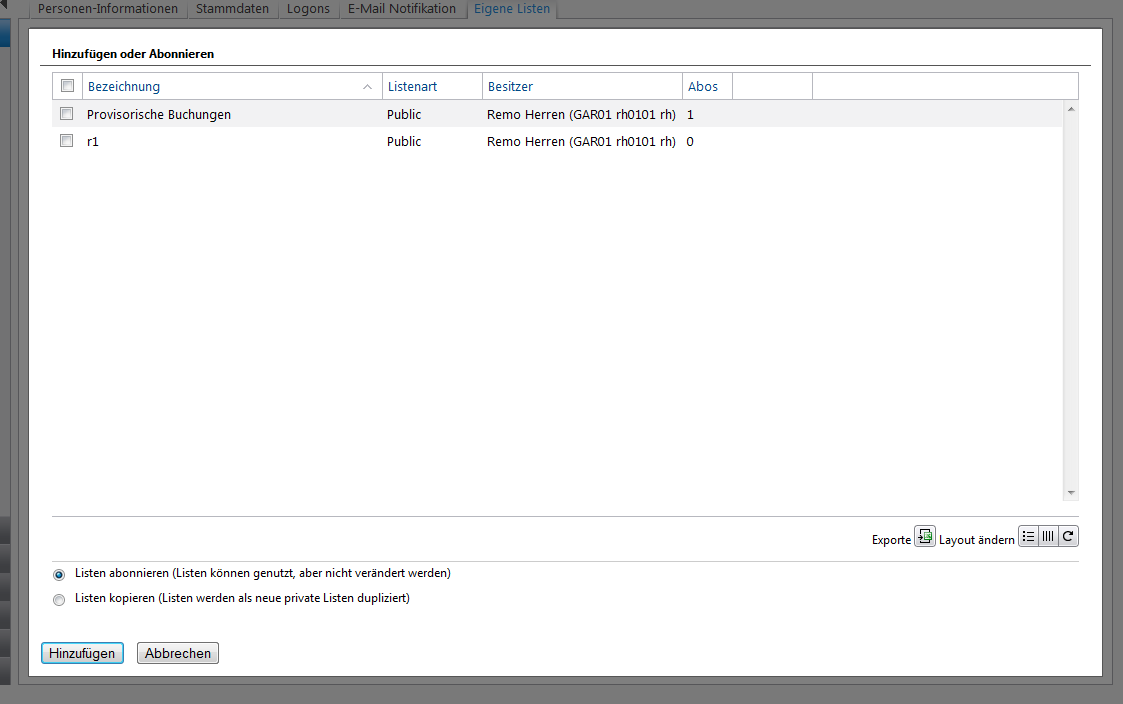 Personen-Informationen Stammdaten Logons E-Mail Notifikation Eigene Listen
Hinzufügen oder Abonnieren
Bezeichnung Listenart Besitzer Abos
Provisorische Buchungen Public Remo Herren (GAR01 rh0101 rh) 1
r1 Public Remo Herren (GAR01 rh0101 rh) 0
Exporte Layout ändern
Listen abonnieren (Listen können genutzt, aber nicht verändert werden)
Listen kopieren (Listen werden als neue private Listen dupliziert)
Hinzufügen Abbrechen